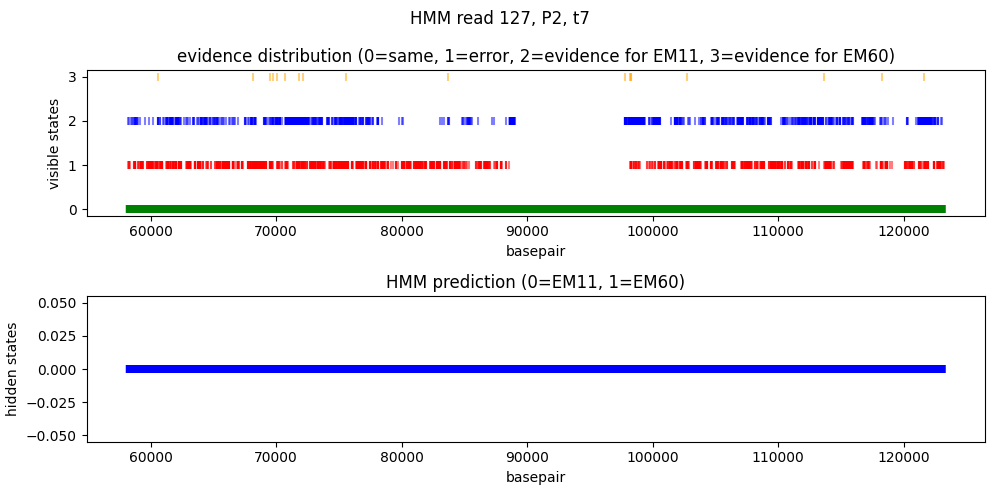 HMM read 127, P2, t7
evidence distribution (0=same, 1=error, 2=evidence for EM11, 3=evidence for EM60)
visible states
3
2
1
0
60000 70000 80000 90000 100000 110000 120000
basepair
HMM prediction (0=EM11, 1=EM60)
hidden states
0.050
0.025
0.000
−0.025
−0.050
60000 70000 80000 90000 100000 110000 120000
basepair